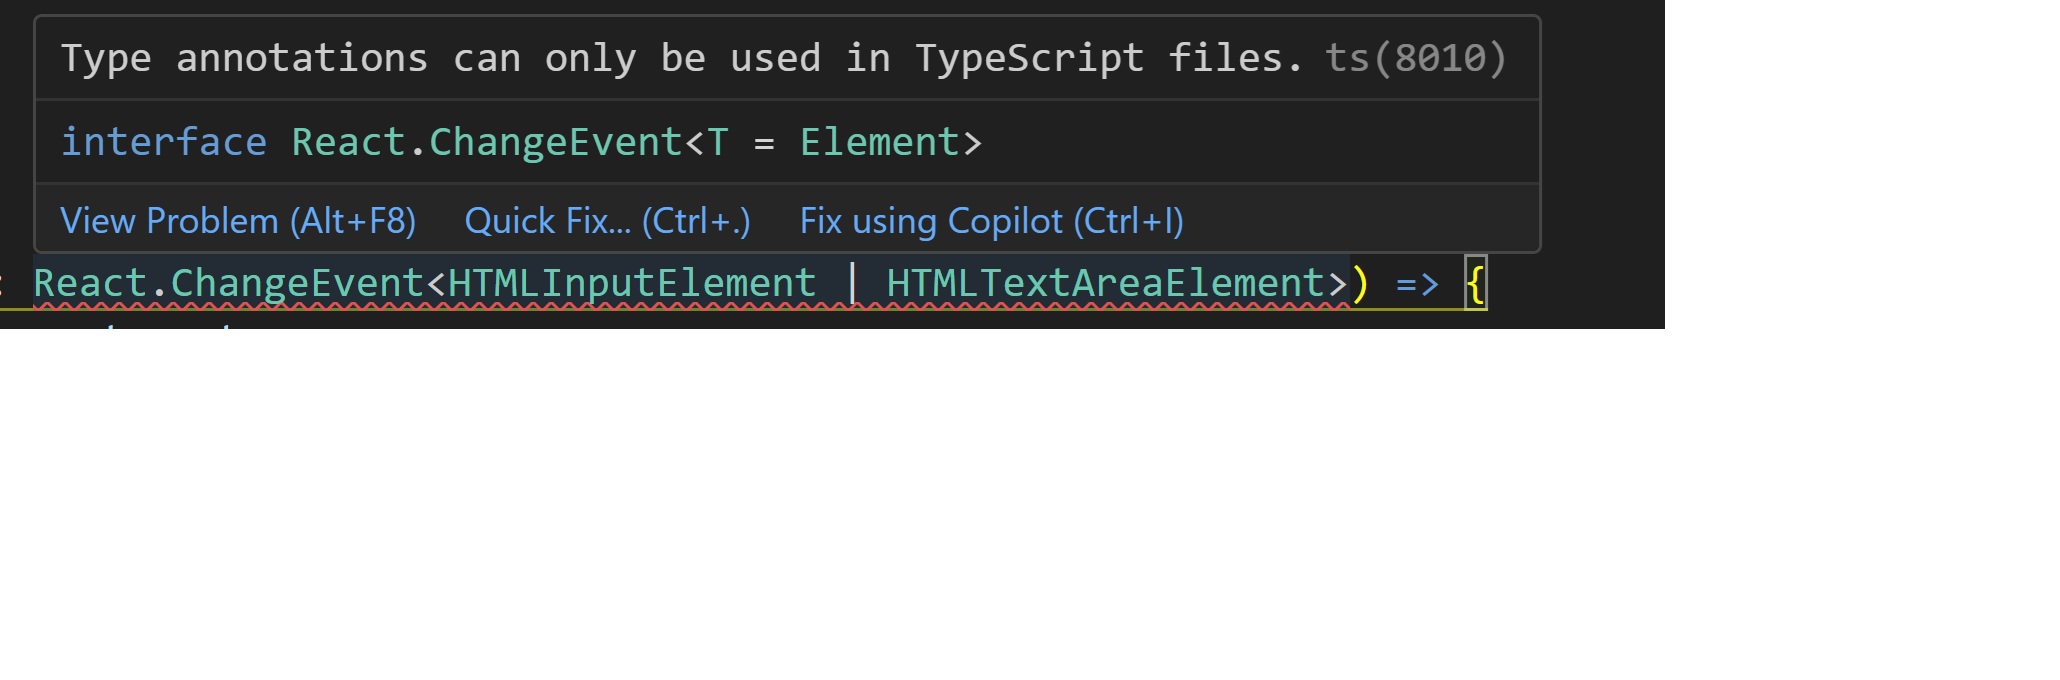 Type annotations can only be used in TypeScript files. ts(8010)
interface React.ChangeEvent<T = Element>
View Problem (Alt+F8) Quick Fix... (Ctrl+.) Fix using Copilot (Ctrl+I)
: React.ChangeEvent<HTMLInputElement | HTMLTextAreaElement>) => {